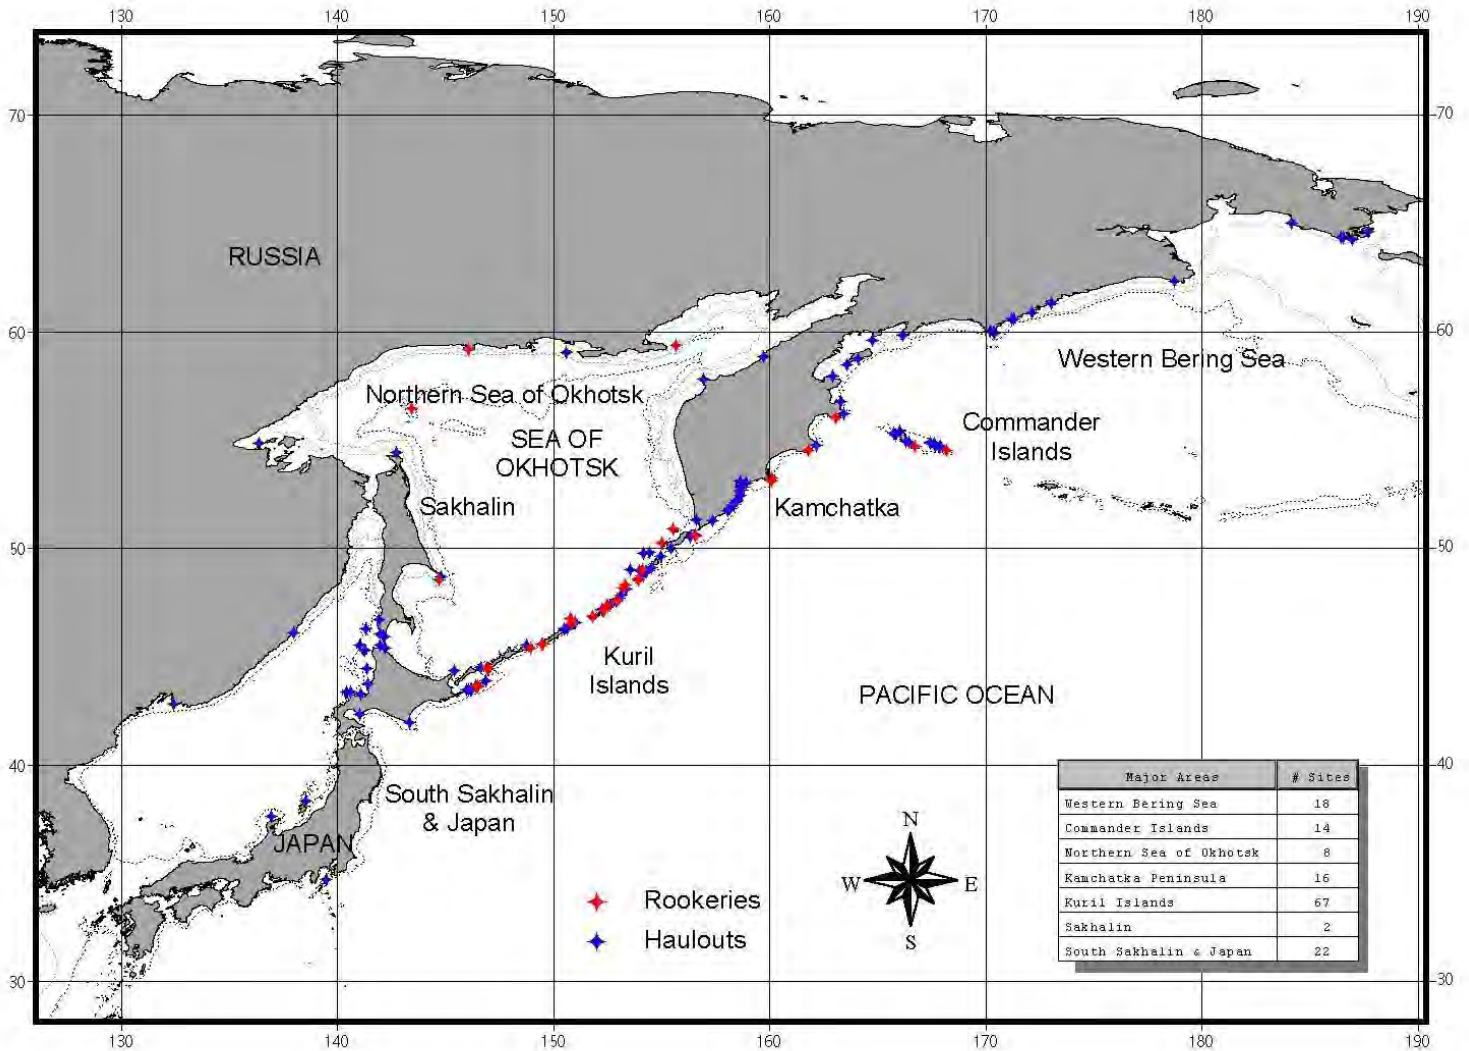 130 140 150 160 170 180 190
70 70
RUSSIA
60 60
Western Bering Sea
Northern Sea of Okhotsk
Commander
Islands
SEA OF
OKHOTSK
Sakhalin
Kamchatka
50 50
Kuril
Islands
PACIFIC OCEAN
40 40
South Sakhalin
& Japan
JAPAN
Rookeries
Haulouts
N
W E
S
Major Areas # Sites
Western Bering Sea 18
Commander Islands 14
Northern Sea of Okhotsk 8
Kamchatka Peninsula 16
Kuril Islands 67
Sakhalin 2
South Sakhalin & Japan 22
30 30
130 140 150 160 170 180 190